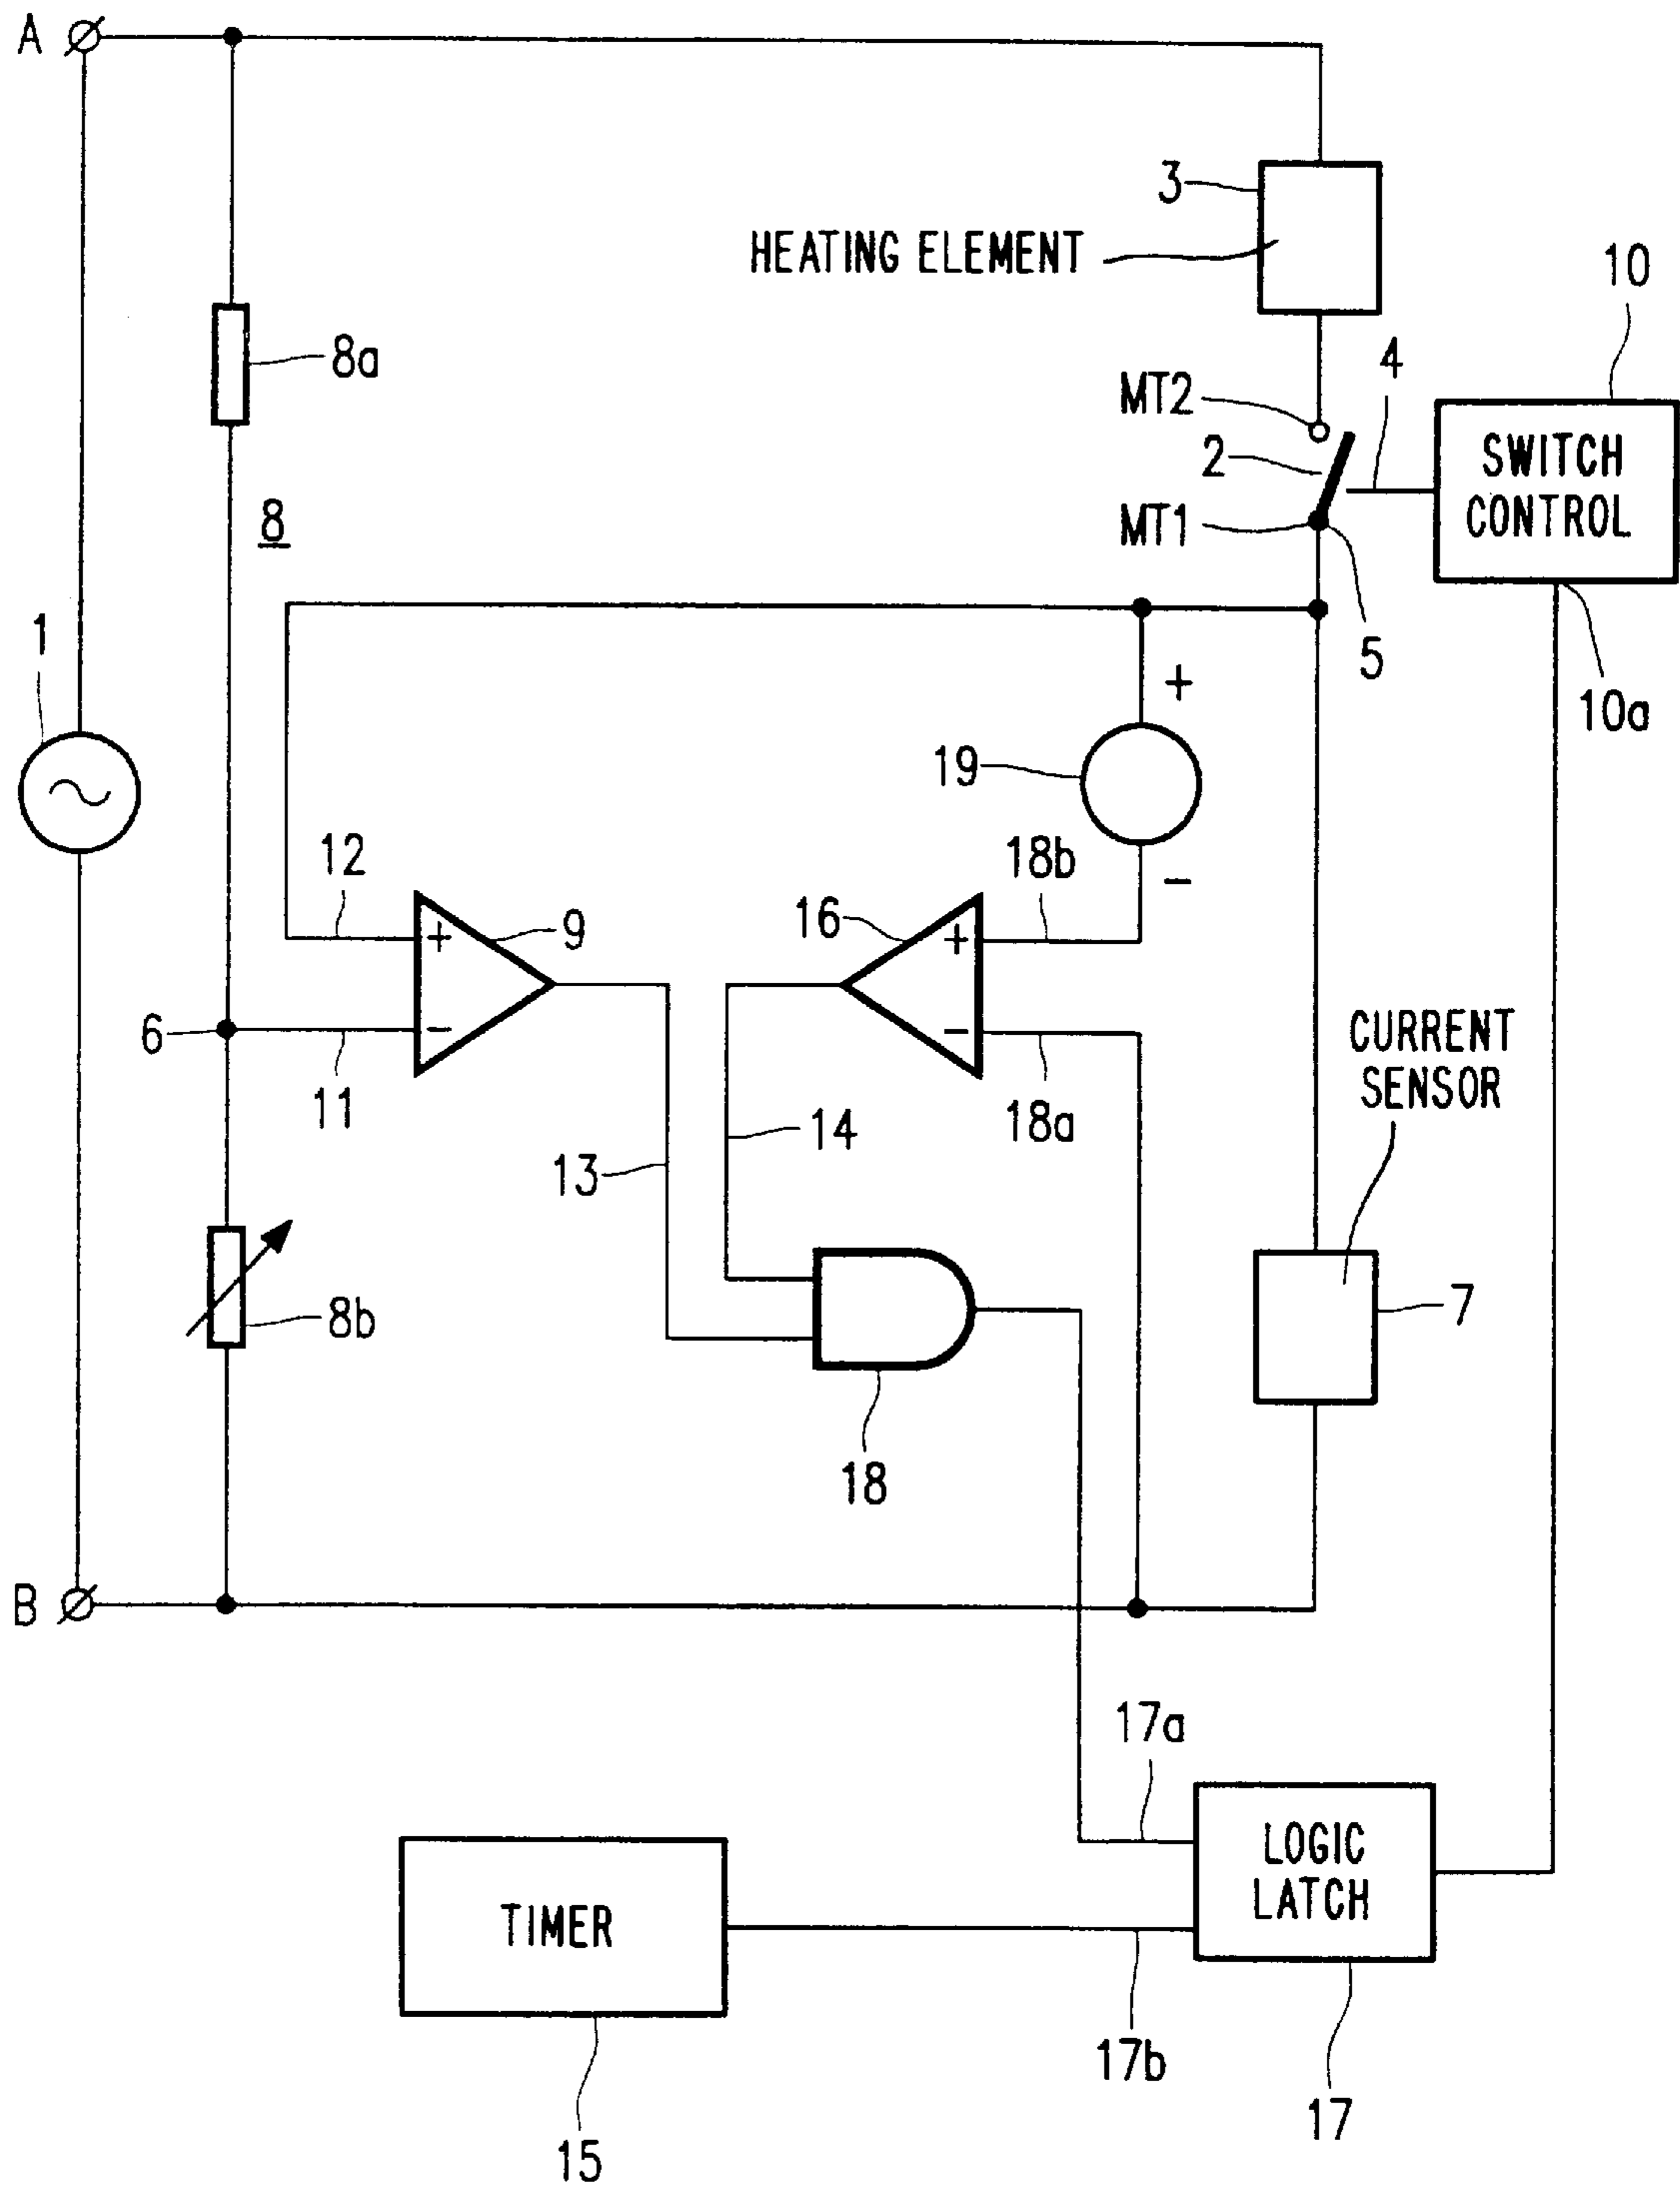 A
3
HEATING ELEMENT
10
8a
MT2
4
2
SWITCH
CONTROL
8
MT1
1
5
+
10a
19
12
18b
−
+
9
16
+
6
−
−
CURRENT
SENSOR
11
18a
14
13
7
8b
18
B
17a
LOGIC
LATCH
TIMER
17b
17
15